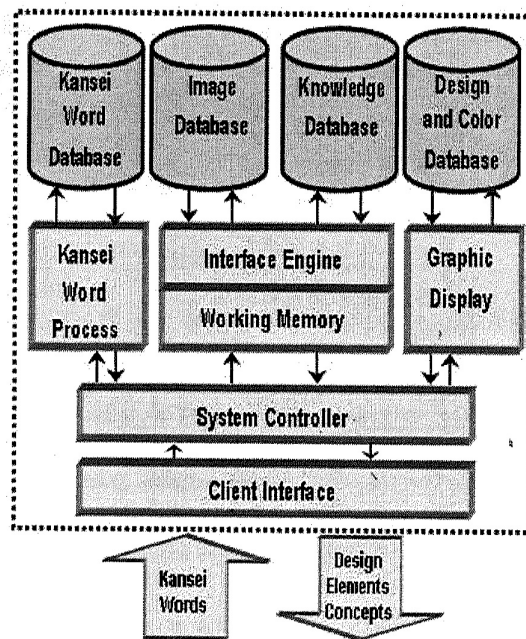 Kansei
Word
Database
Image
Database
Knowledge
Database
Design
and Color
Database
Kansei
Word
Process
Interface Engine
Working Memory
Graphic
Display
System Controller
Client Interface
Kansei
Words
Design
Elements
Concepts